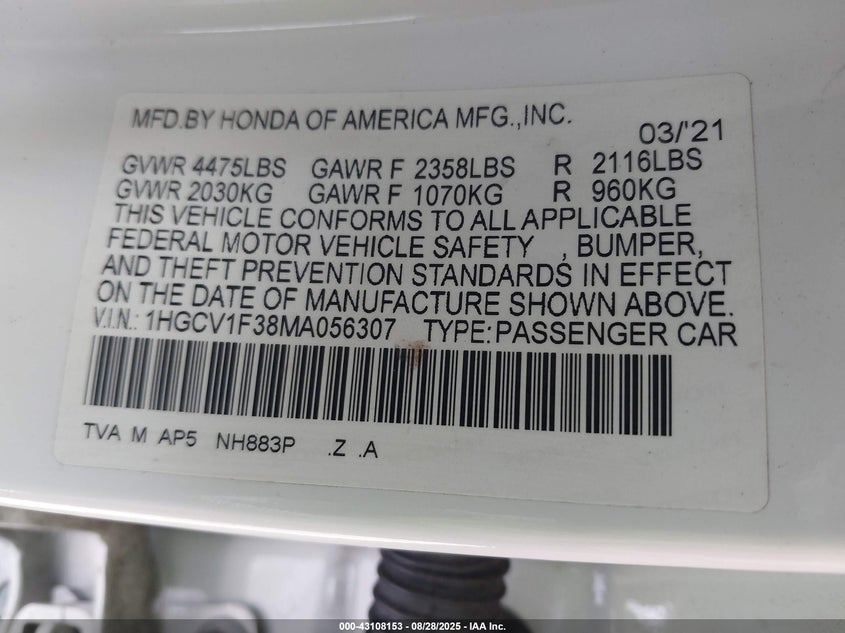 MFD.BY HONDA OF AMERICA MFG.,INC.
03/'21
GVWR 4475LBS GAWR F 2358LBS R 2116LBS
GVWR 2030KG GAWR F 1070KG R 960KG
THIS VEHICLE CONFORMS TO ALL APPLICABLE
FEDERAL MOTOR VEHICLE SAFETY , BUMPER,
AND THEFT PREVENTION STANDARDS IN EFFECT
ON THE DATE OF MANUFACTURE SHOWN ABOVE.
V.I.N.: 1HGCV1F38MA056307 TYPE:PASSENGER CAR
TVA M AP5 NH883P .Z .A
000-43108153 - 08/28/2025 - IAA Inc.